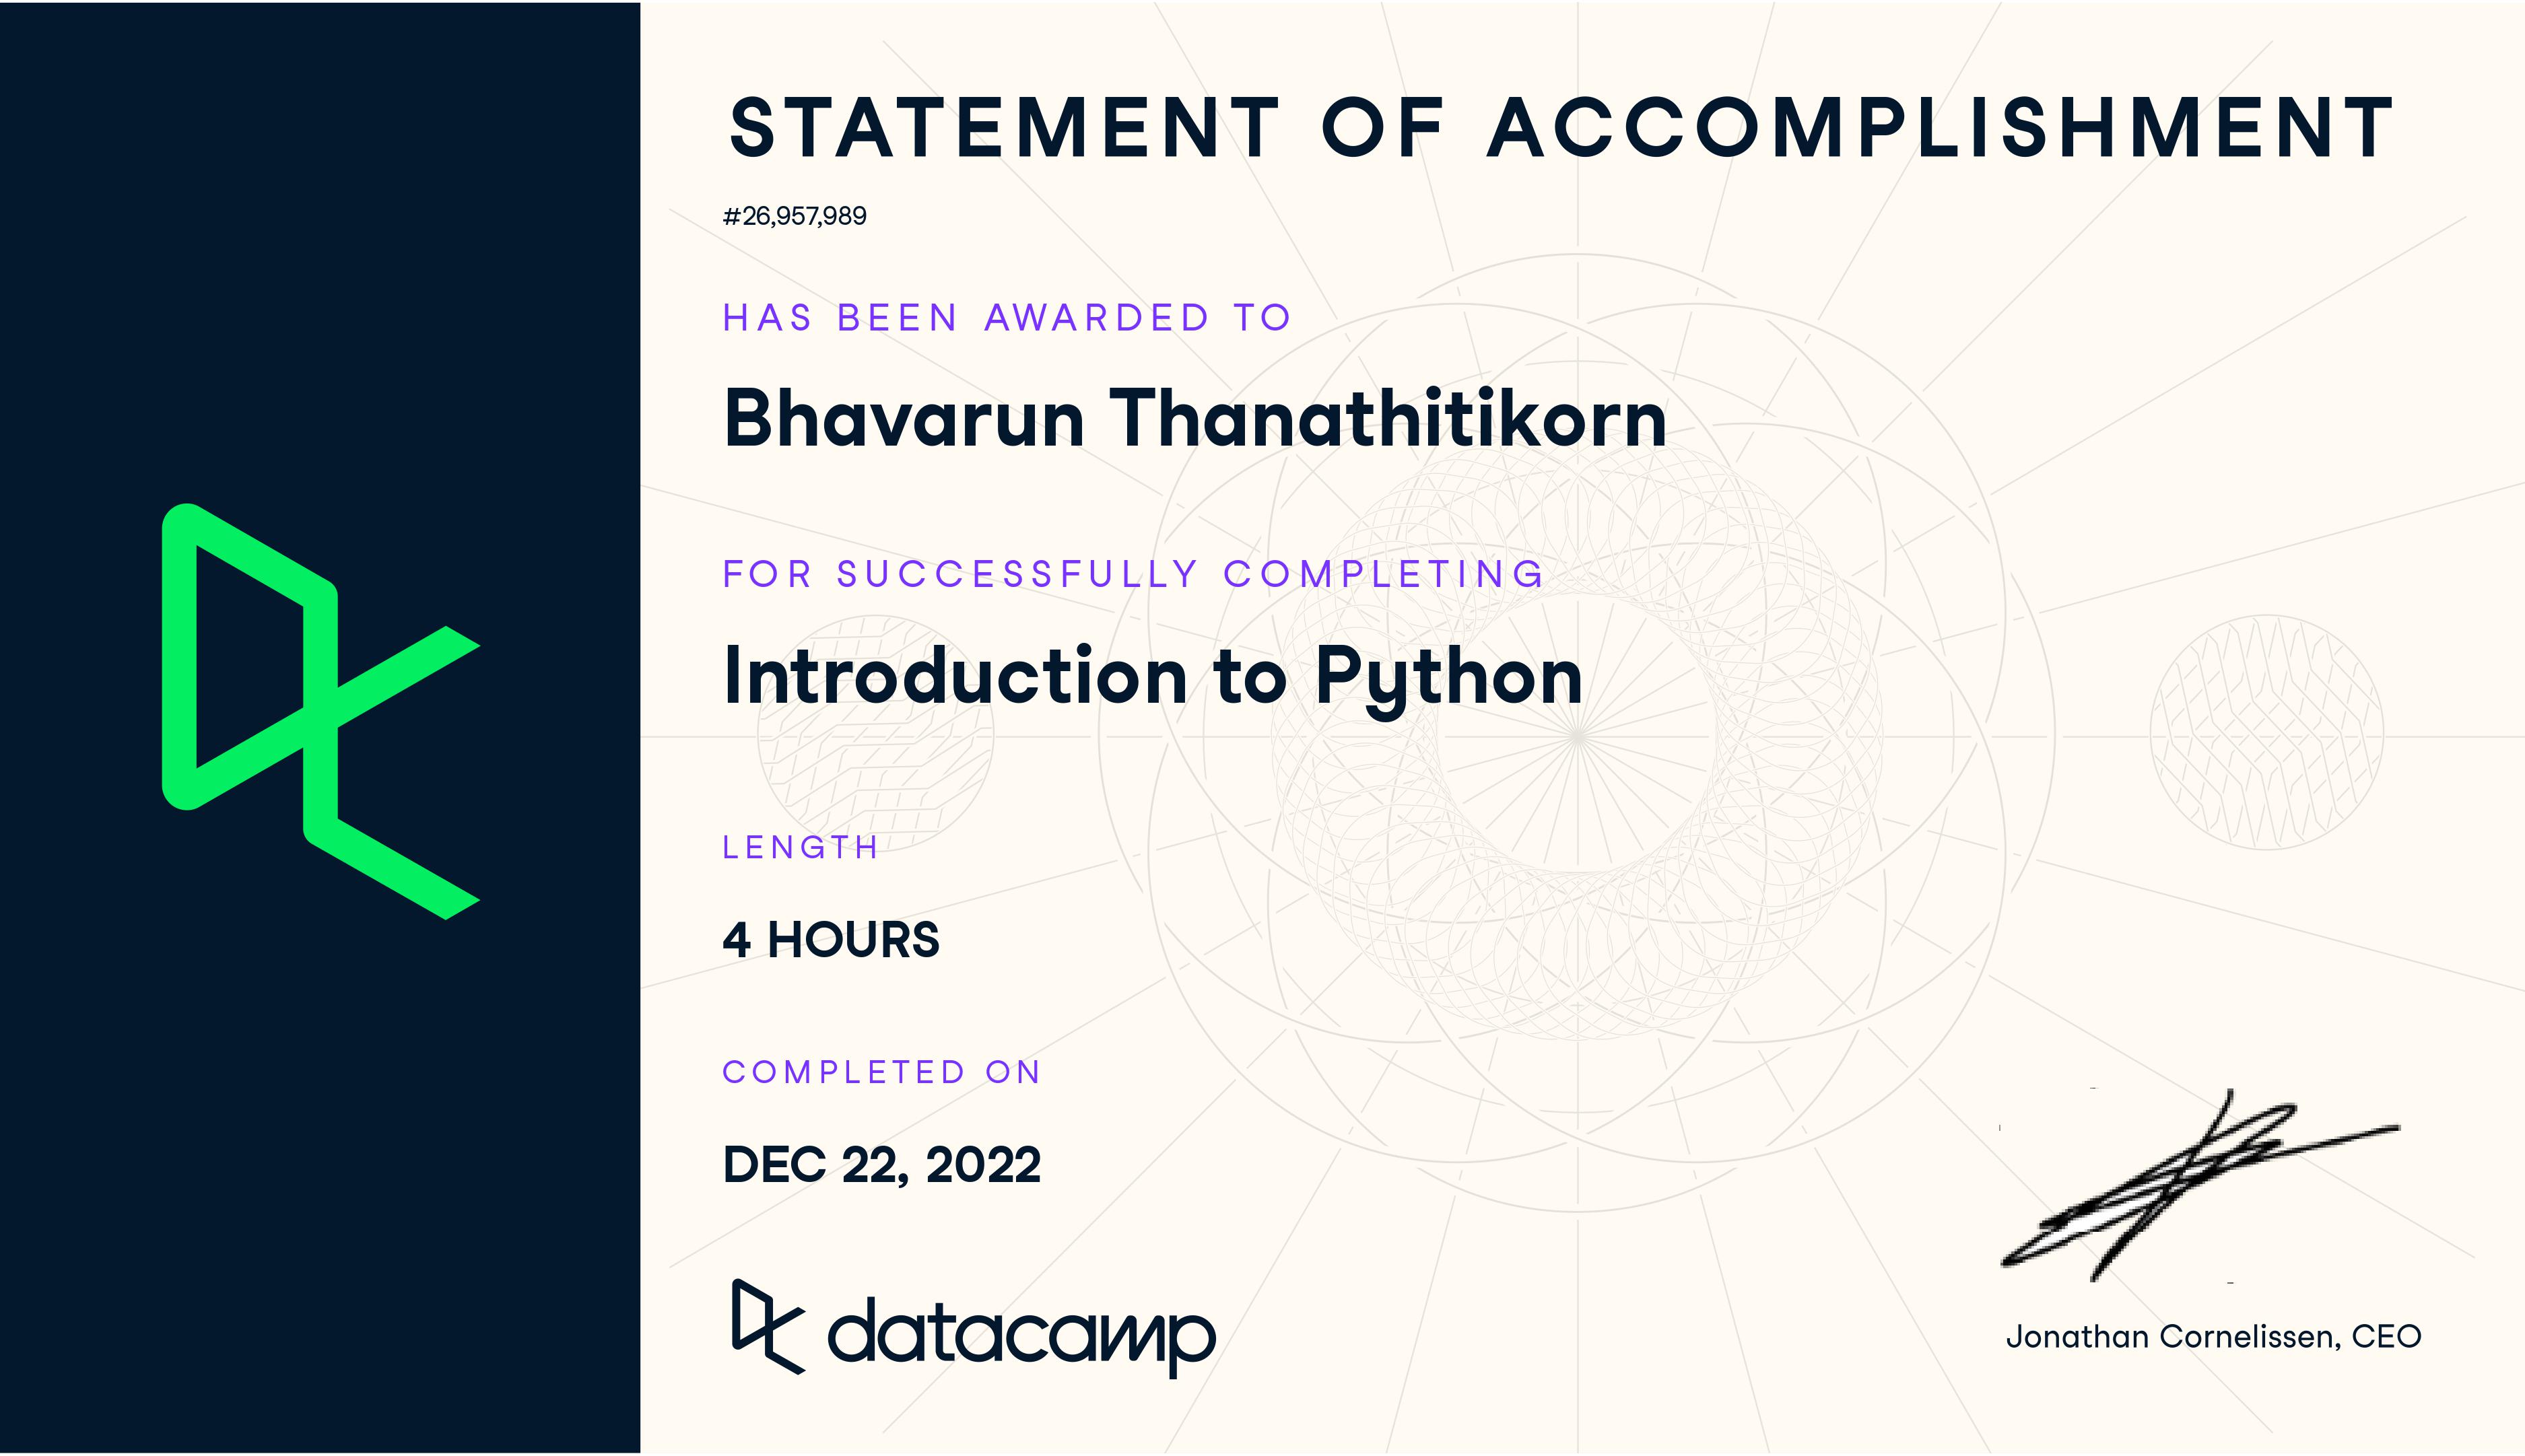 STATEMENT OF ACCOMPLISHMENT
#26,957,989
HAS BEEN AWARDED TO
Bhavarun Thanathitikorn
FOR SUCCESSFULLY COMPLETING
Introduction to Python
LENGTH
4 HOURS
COMPLETED ON
DEC 22, 2022
datacamp
Jonathan Cornelissen, CEO